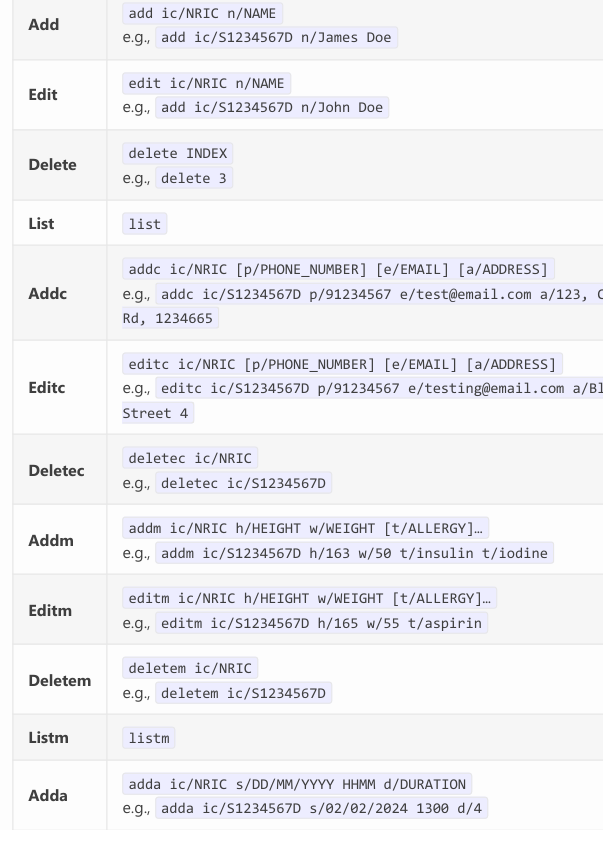 Add
add ic/NRIC n/NAME
e.g., add ic/S1234567D n/James Doe
Edit
edit ic/NRIC n/NAME
e.g., add ic/S1234567D n/John Doe
Delete
delete INDEX
e.g., delete 3
List
list
Addc
addc ic/NRIC [p/PHONE_NUMBER] [e/EMAIL] [a/ADDRESS]
e.g., addc ic/S1234567D p/91234567 e/test@email.com a/123, C
Rd, 1234665
Editc
editc ic/NRIC [p/PHONE_NUMBER] [e/EMAIL] [a/ADDRESS]
e.g., editc ic/S1234567D p/91234567 e/testing@email.com a/Bl
Street 4
Deletec
deletec ic/NRIC
e.g., deletec ic/S1234567D
Addm
addm ic/NRIC h/HEIGHT w/WEIGHT [t/ALLERGY]…
e.g., addm ic/S1234567D h/163 w/50 t/insulin t/iodine
Editm
editm ic/NRIC h/HEIGHT w/WEIGHT [t/ALLERGY]…
e.g., editm ic/S1234567D h/165 w/55 t/aspirin
Deletem
deletem ic/NRIC
e.g., deletem ic/S1234567D
Listm
listm
Adda
adda ic/NRIC s/DD/MM/YYYY HHMM d/DURATION
e.g., adda ic/S1234567D s/02/02/2024 1300 d/4